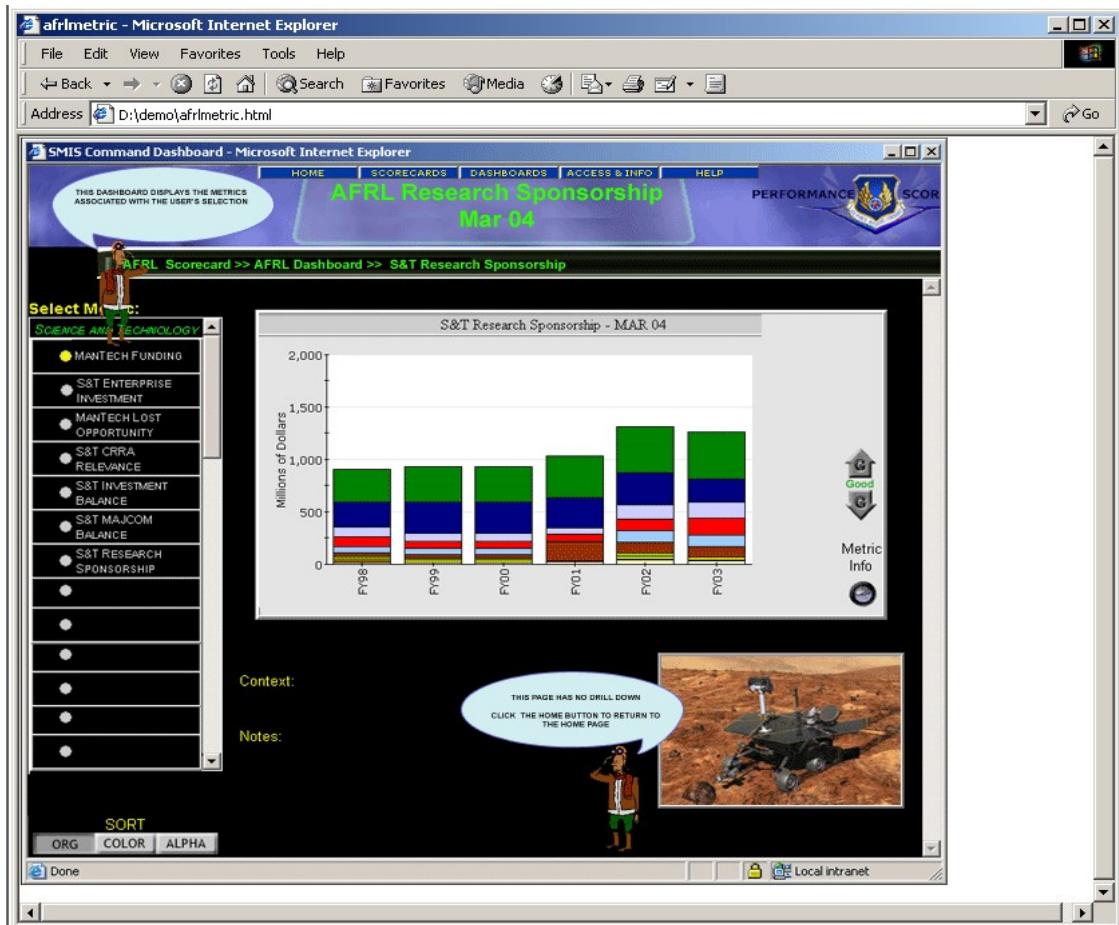 afrlmetric - Microsoft Internet Explorer
File Edit View Favorites Tools Help
Back Search Favorites Media
Address D:\demo\afrlmetric.html Go
SMIS Command Dashboard - Microsoft Internet Explorer
HOME SCORECARDS DASHBOARDS ACCESS & INFO HELP
THIS DASHBOARD DISPLAYS THE METRICS
ASSOCIATED WITH THE USER'S SELECTION
AFRL Research Sponsorship
Mar 04
PERFORMANCE SCOR
AFRL Scorecard >> AFRL Dashboard >> S&T Research Sponsorship
Select M c:
SCIENCE AND TECHNOLOGY
MANTECH FUNDING
S&T ENTERPRISE
INVESTMENT
MANTECH LOST
OPPORTUNITY
S&T CRRA
RELEVANCE
S&T INVESTMENT
BALANCE
S&T MAJCOM
BALANCE
S&T RESEARCH
SPONSORSHIP
SORT
ORG COLOR ALPHA
S&T Research Sponsorship - MAR 04
Millions of Dollars
2,000
1,500
1,000
500
0
FY98
FY99
FY00
FY01
FY02
FY03
G
Good
G
Metric
Info
Context:
Notes:
THIS PAGE HAS NO DRILL DOWN
CLICK THE HOME BUTTON TO RETURN TO
THE HOME PAGE
Done
Local intranet